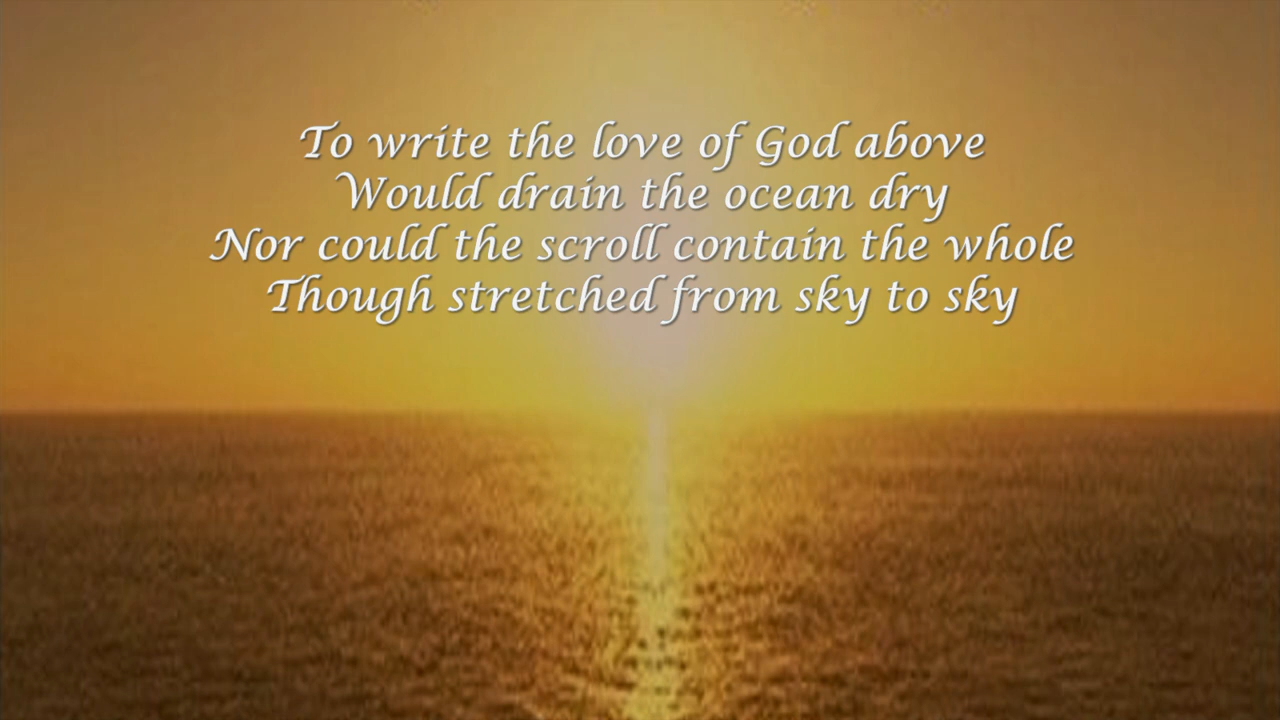 To write the love of God above
Would drain the ocean dry
Nor could the scroll contain the whole
Though stretched from sky to sky